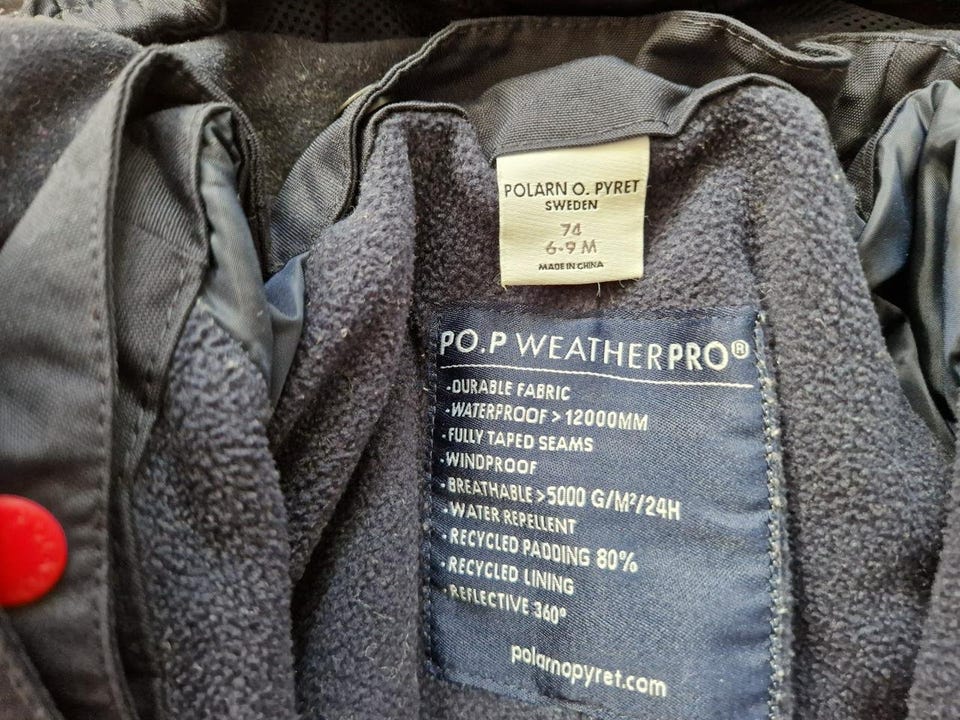 POLARN O. PYRET
SWEDEN
74
6-9 M
MADE IN CHINA
PO.P WEATHERPRO®
-DURABLE FABRIC
-WATERPROOF > 12000MM
-FULLY TAPED SEAMS
-WINDPROOF
-BREATHABLE >5000 G/M²/24H
-WATER REPELLENT
-RECYCLED PADDING 80%
-RECYCLED LINING
-REFLECTIVE 360°
polarnopyret.com